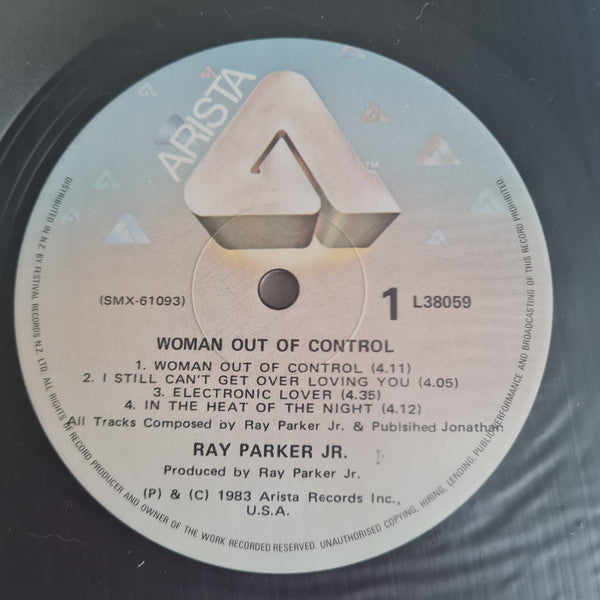 ARISTA
TM
(SMX-61093)
1 L38059
WOMAN OUT OF CONTROL
1. WOMAN OUT OF CONTROL (4.11)
2. I STILL CAN'T GET OVER LOVING YOU (4.05)
3. ELECTRONIC LOVER (4.35)
4. IN THE HEAT OF THE NIGHT (4.12)
All Tracks Composed by Ray Parker Jr. & Publsihed Jonathan
RAY PARKER JR.
Produced by Ray Parker Jr.
(P) & (C) 1983 Arista Records Inc.,
U.S.A.
DISTRIBUTED IN N.Z. BY FESTIVAL RECORDS N.Z. LTD. ALL RIGHTS OF RECORD PRODUCER AND OWNER OF THE WORK RECORDED RESERVED. UNAUTHORISED COPYING, HIRING, LENDING, PUBLIC PERFORMANCE AND BROADCASTING OF THIS RECORD PROHIBITED